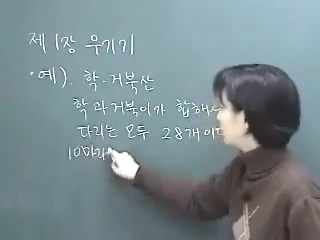 제 1장 우기기
·예). 학-거북산
학과 거북이가 합해서
다리는 모두 28개이다
10마리